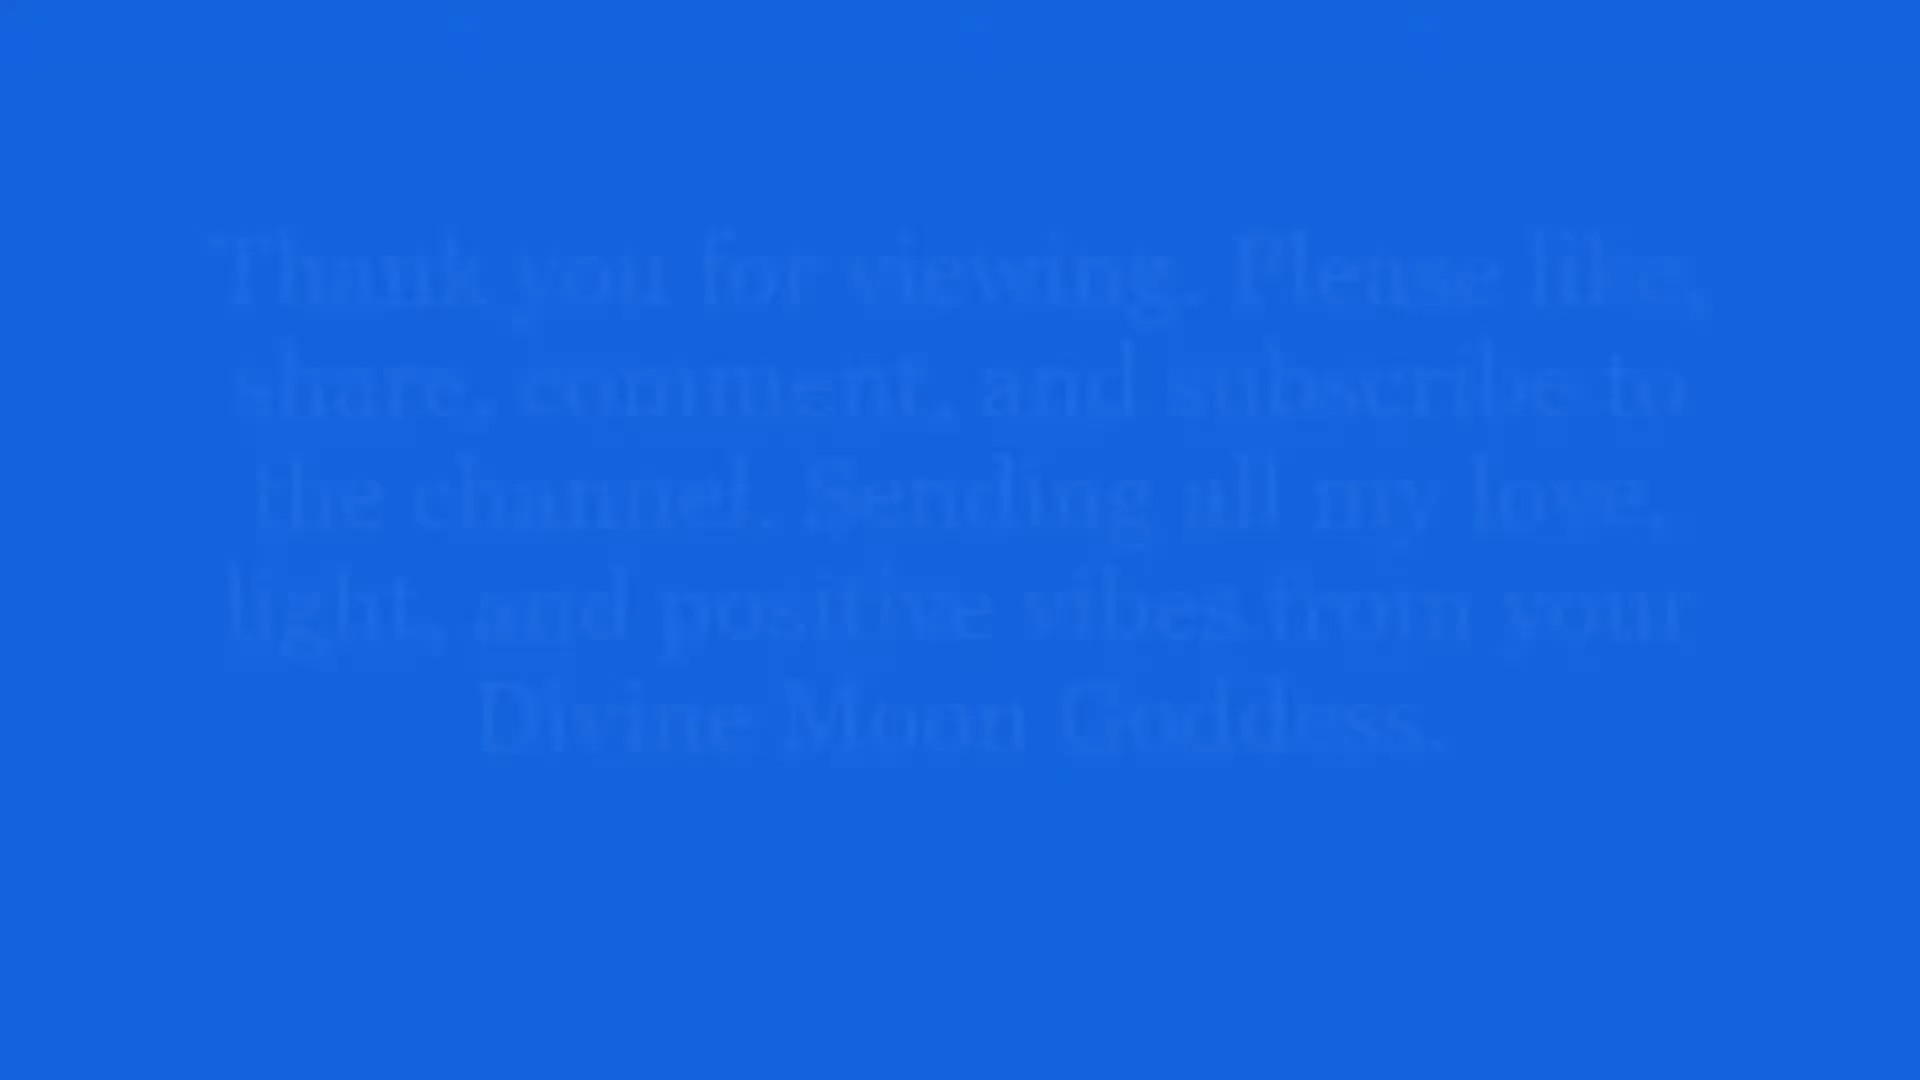 Thank you for viewing. Please like,
share, comment, and subscribe to
the channel. Sending all my love,
light, and positive vibes from your
Divine Moon Goddess.